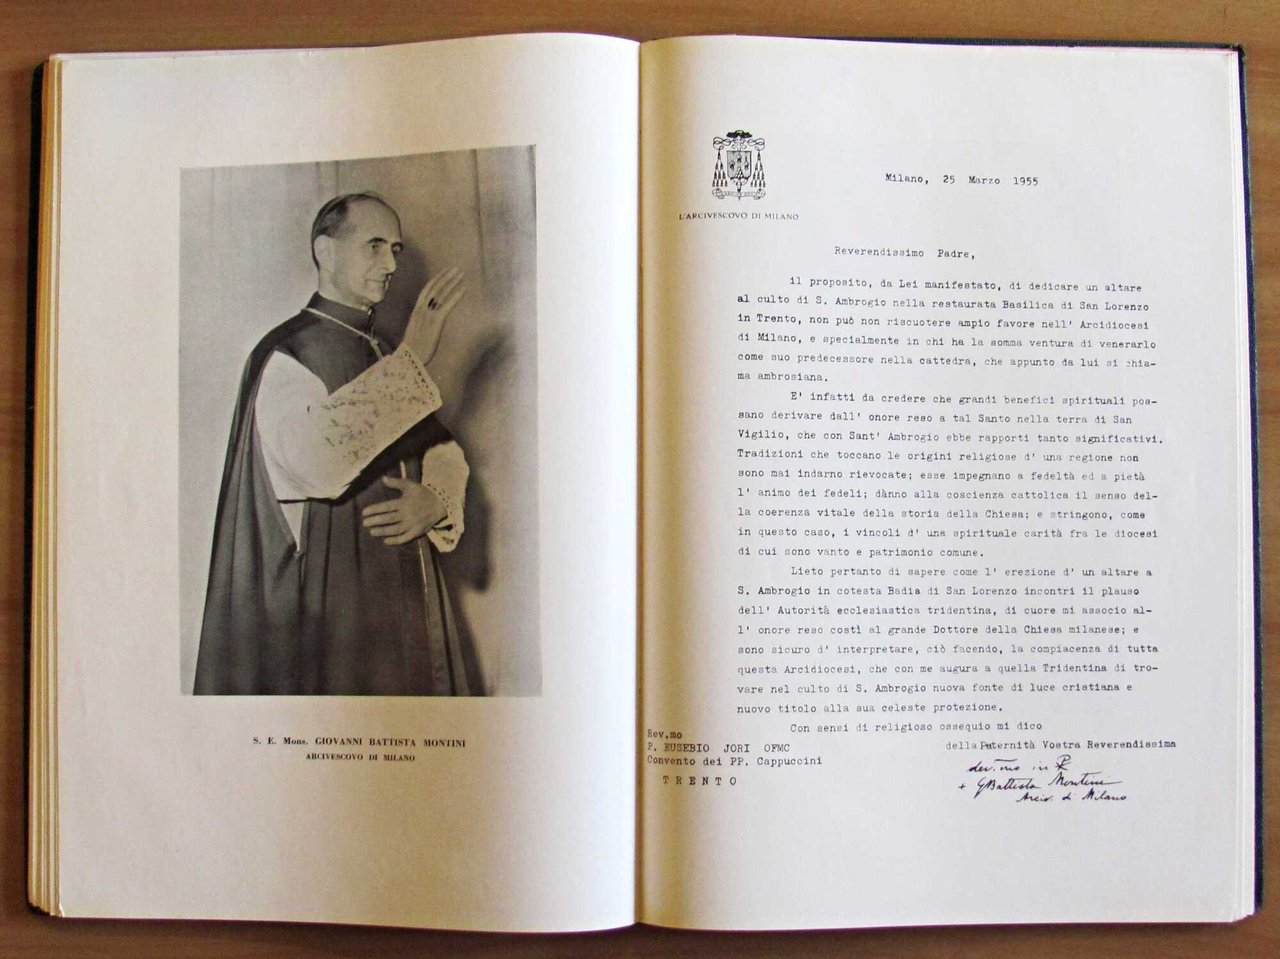 S. E. Mons. GIOVANNI BATTISTA MONTINI
ARCIVESCOVO DI MILANO
L'ARCIVESCOVO DI MILANO
Milano, 25 Marzo 1955
Reverendissimo Padre,
il proposito, da Lei manifestato, di dedicare un altare
al culto di S. Ambrogio nella restaurata Basilica di San Lorenzo
in Trento, non può non riscuotere ampio favore nell' Arcidiocesi
di Milano, e specialmente in chi ha la somma ventura di venerarlo
come suo predecessore nella cattedra, che appunto da lui si chia-
ma ambrosiana.
E' infatti da credere che grandi benefici spirituali pos-
sano derivare dall' onore reso a tal Santo nella terra di San
Vigilio, che con Sant' Ambrogio ebbe rapporti tanto significativi.
Tradizioni che toccano le origini religiose d' una regione non
sono mai indarno rievocate; esse impegnano a fedeltà ed a pietà
l' animo dei fedeli; dànno alla coscienza cattolica il senso del-
la coerenza vitale della storia della Chiesa; e stringono, come
in questo caso, i vincoli d' una spirituale carità fra le diocesi
di cui sono vanto e patrimonio comune.
Lieto pertanto di sapere come l' erezione d' un altare a
S. Ambrogio in cotesta Badia di San Lorenzo incontri il plauso
dell' Autorità ecclesiastica tridentina, di cuore mi associo al-
l' onore reso costì al grande Dottore della Chiesa milanese; e
sono sicuro d' interpretare, ciò facendo, la compiacenza di tutta
questa Arcidiocesi, che con me augura a quella Tridentina di tro-
vare nel culto di S. Ambrogio nuova fonte di luce cristiana e
nuovo titolo alla sua celeste protezione.
Con sensi di religioso ossequio mi dico
della Paternità Vostra Reverendissima
dev.mo in
+ GBattista Montini
Arciv. di Milano
Rev.mo
P. EUSEBIO JORI OFMC
Convento dei PP. Cappuccini
TRENTO